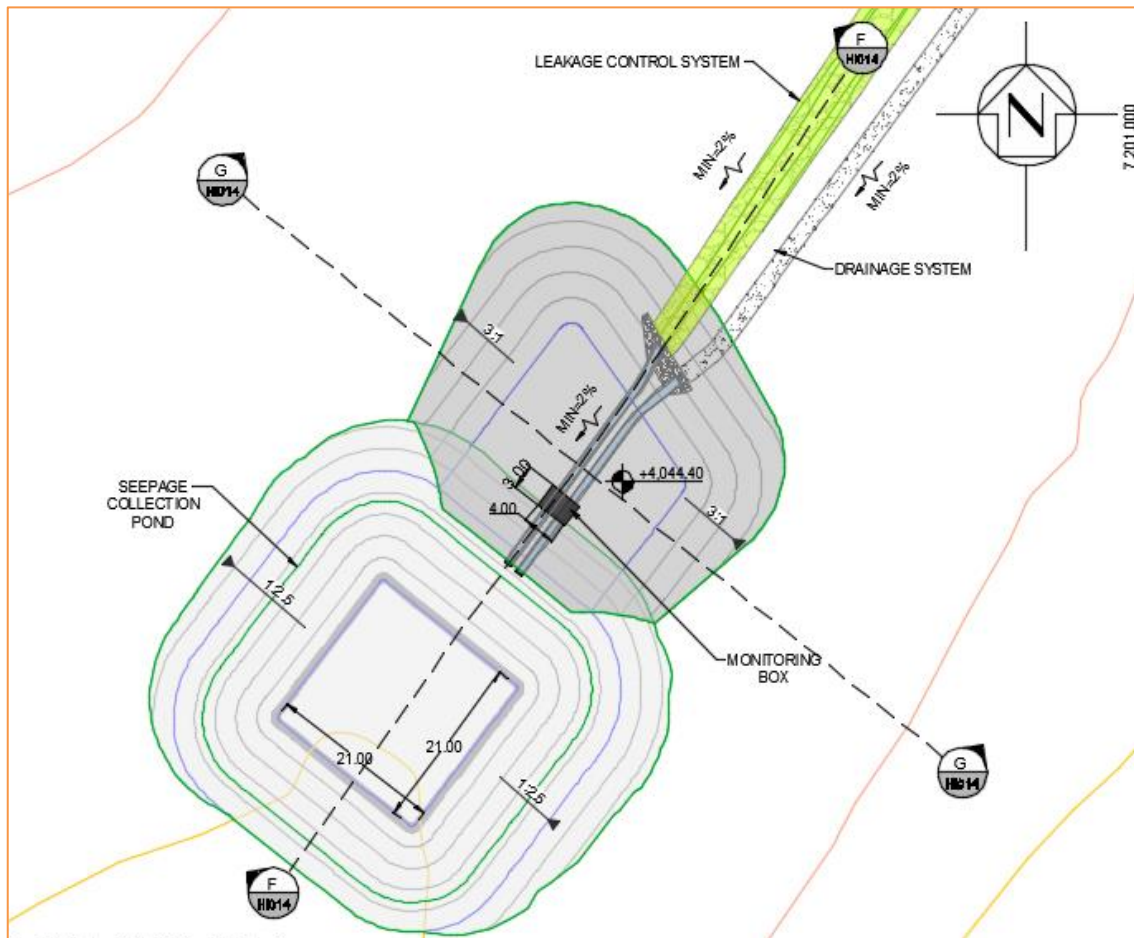 F
HI014
LEAKAGE CONTROL SYSTEM
N
7,201,000
MIN=2%
MIN=2%
G
HI014
DRAINAGE SYSTEM
3:1
MIN=2%
3.00
+4,044.40
4.00
3:1
SEEPAGE
COLLECTION
POND
1:2.5
MONITORING
BOX
21.00
21.00
1:2.5
G
HI014
F
HI014